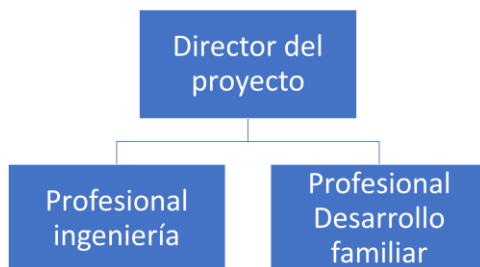 Director del
proyecto
Profesional
ingeniería
Profesional
Desarrollo
familiar